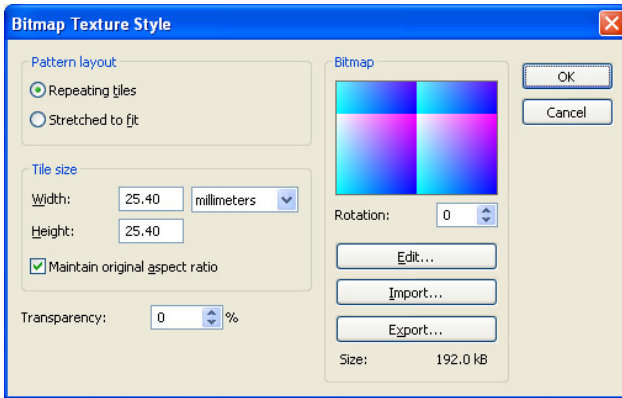 Bitmap Texture Style
Pattern layout
Repeating tiles
Stretched to fit
Tile size
Width: 25.40 millimeters
Height: 25.40
Maintain original aspect ratio
Transparency: 0 %
Bitmap
Rotation: 0
Edit...
Import...
Export...
Size: 192.0 kB
OK
Cancel